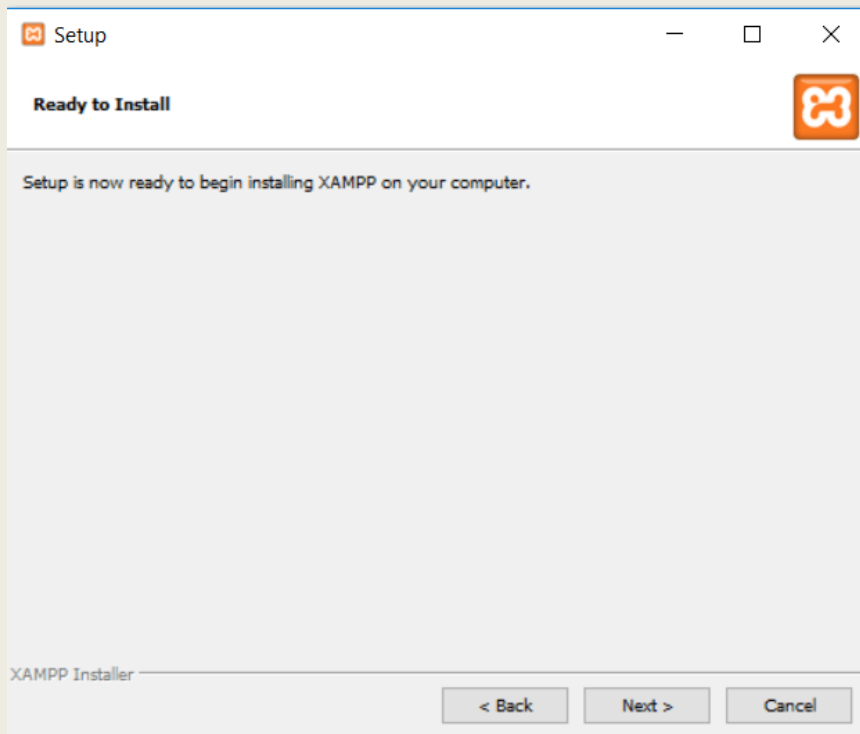 Setup
Ready to Install
Setup is now ready to begin installing XAMPP on your computer.
XAMPP Installer
< Back
Next >
Cancel